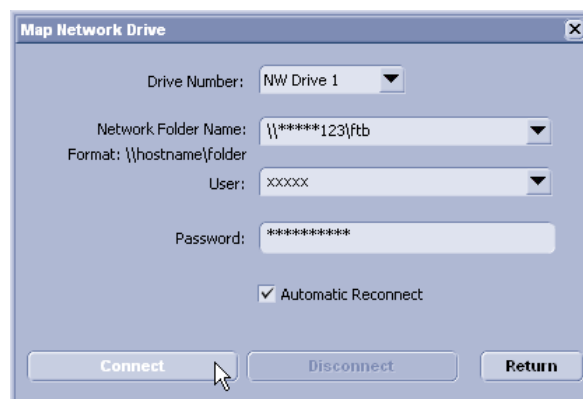 Map Network Drive
Drive Number: NW Drive 1
Network Folder Name: \\*****123\ftb
Format: \\hostname\folder
User: xxxxx
Password: **********
Automatic Reconnect
Connect Disconnect Return